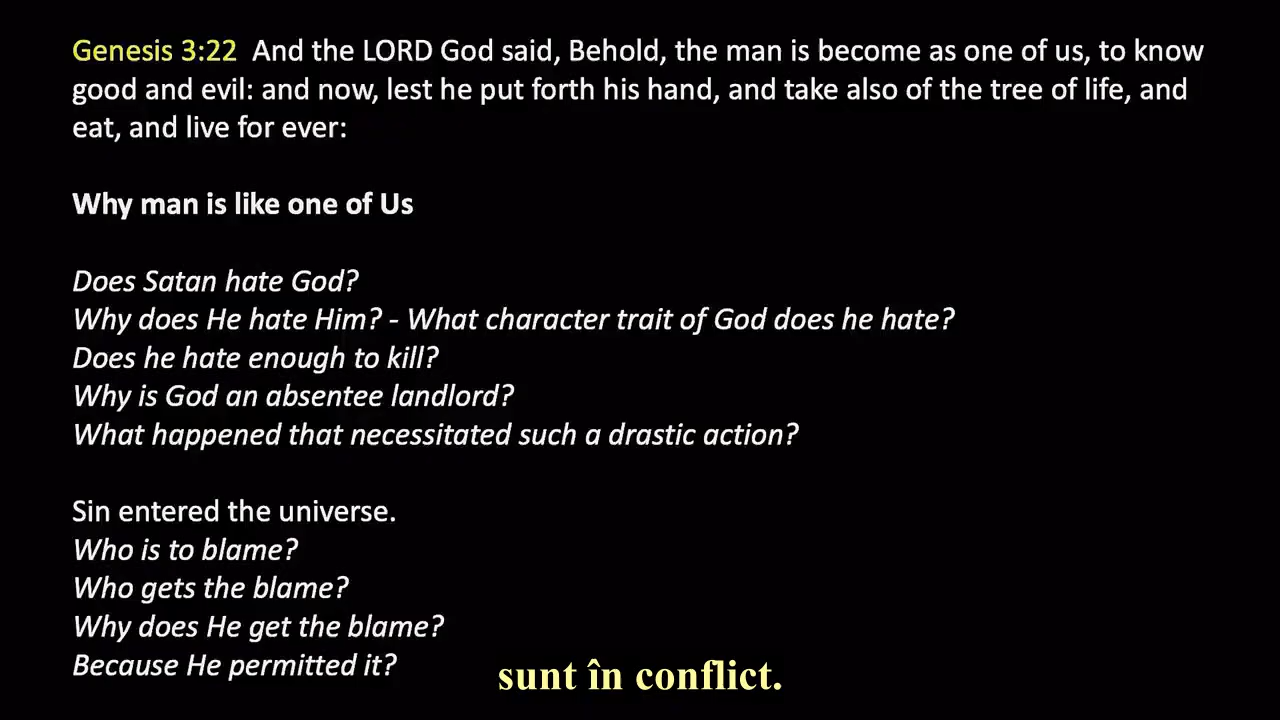 Genesis 3:22 And the LORD God said, Behold, the man is become as one of us, to know
good and evil: and now, lest he put forth his hand, and take also of the tree of life, and
eat, and live for ever:
Why man is like one of Us
Does Satan hate God?
Why does He hate Him? - What character trait of God does he hate?
Does he hate enough to kill?
Why is God an absentee landlord?
What happened that necessitated such a drastic action?
Sin entered the universe.
Who is to blame?
Who gets the blame?
Why does He get the blame?
Because He permitted it?
sunt în conflict.